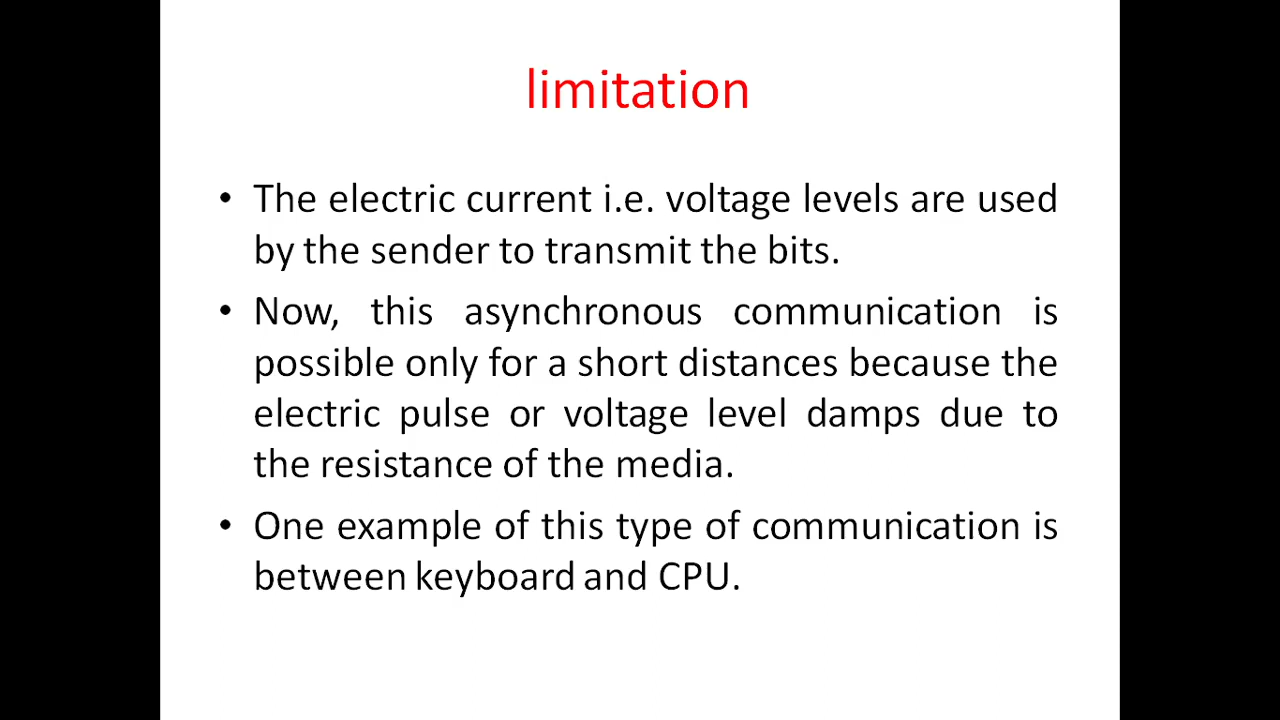 limitation
• The electric current i.e. voltage levels are used
by the sender to transmit the bits.
• Now, this asynchronous communication is
possible only for a short distances because the
electric pulse or voltage level damps due to
the resistance of the media.
• One example of this type of communication is
between keyboard and CPU.